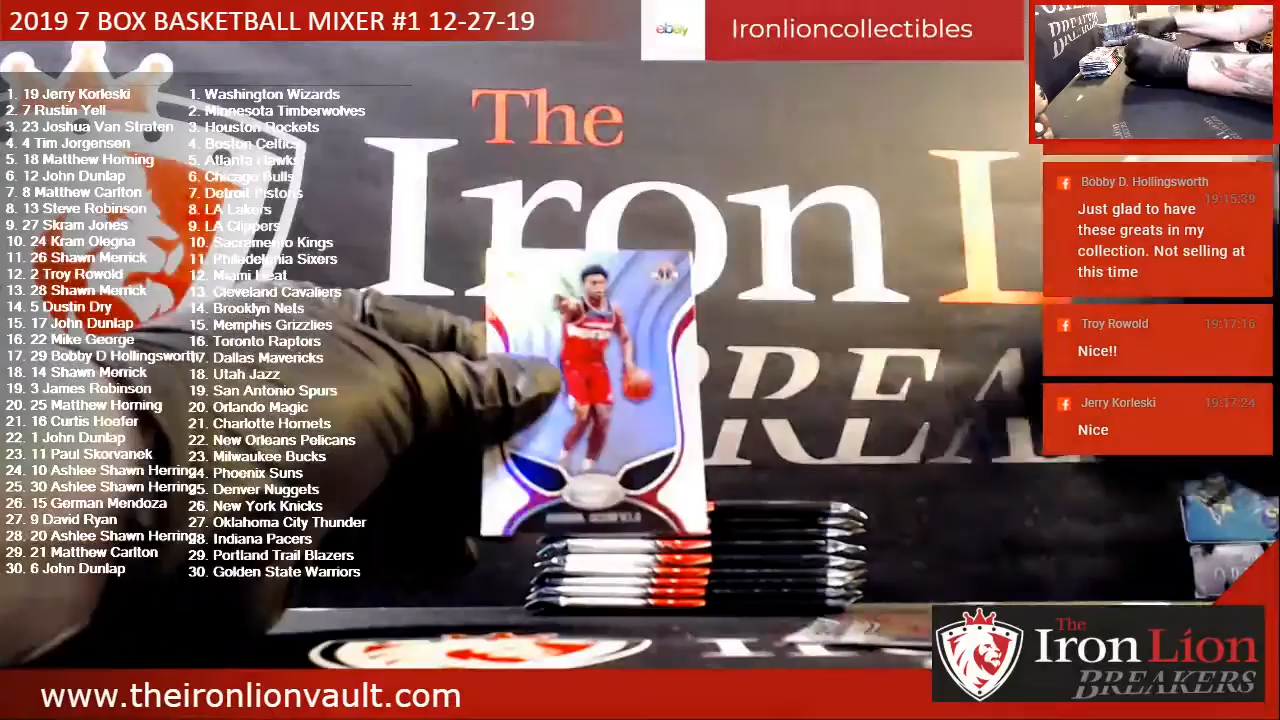 2019 7 BOX BASKETBALL MIXER #1 12-27-19
ebay
Ironlioncollectibles
1. 19 Jerry Korleski
2. 7 Rustin Yell
3. 23 Joshua Van Straten
4. 4 Tim Jorgensen
5. 18 Matthew Horning
6. 12 John Dunlap
7. 8 Matthew Carlton
8. 13 Steve Robinson
9. 27 Skram Jones
10. 24 Kram Olegna
11. 26 Shawn Merrick
12. 2 Troy Rowold
13. 28 Shawn Merrick
14. 5 Dustin Dry
15. 17 John Dunlap
16. 22 Mike George
17. 29 Bobby D Hollingsworth
18. 14 Shawn Merrick
19. 3 James Robinson
20. 25 Matthew Horning
21. 16 Curtis Hoefer
22. 1 John Dunlap
23. 11 Paul Skorvanek
24. 10 Ashlee Shawn Herring
25. 30 Ashlee Shawn Herring
26. 15 German Mendoza
27. 9 David Ryan
28. 20 Ashlee Shawn Herring
29. 21 Matthew Carlton
30. 6 John Dunlap
1. Washington Wizards
2. Minnesota Timberwolves
3. Houston Rockets
4. Boston Celtics
5. Atlanta Hawks
6. Chicago Bulls
7. Detroit Pistons
8. LA Lakers
9. LA Clippers
10. Sacramento Kings
11. Philadelphia Sixers
12. Miami Heat
13. Cleveland Cavaliers
14. Brooklyn Nets
15. Memphis Grizzlies
16. Toronto Raptors
17. Dallas Mavericks
18. Utah Jazz
19. San Antonio Spurs
20. Orlando Magic
21. Charlotte Hornets
22. New Orleans Pelicans
23. Milwaukee Bucks
24. Phoenix Suns
25. Denver Nuggets
26. New York Knicks
27. Oklahoma City Thunder
28. Indiana Pacers
29. Portland Trail Blazers
30. Golden State Warriors
The
Iron L
REA
BREAKERS
Bobby D. Hollingsworth
19:15:39
Just glad to have
these greats in my
collection. Not selling at
this time
Troy Rowold 19:17:16
Nice!!
Jerry Korleski 19:17:24
Nice
The
Iron Lion
BREAKERS
www.theironlionvault.com